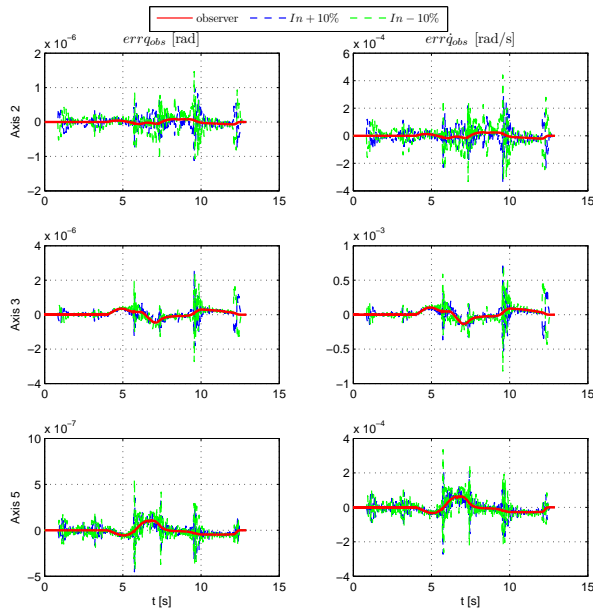 observer In + 10% In − 10%
errq_obs [rad] errq̇_obs [rad/s]
x 10^-6 x 10^-4
2 1 0 -1 -2
Axis 2
0 5 10 15
6 4 2 0 -2 -4
0 5 10 15
x 10^-6 x 10^-3
4 2 0 -2 -4
Axis 3
0 5 10 15
1 0.5 0 -0.5 -1
0 5 10 15
x 10^-7 x 10^-4
10 5 0 -5
Axis 5
0 5 10 15
t [s]
4 2 0 -2 -4
0 5 10 15
t [s]